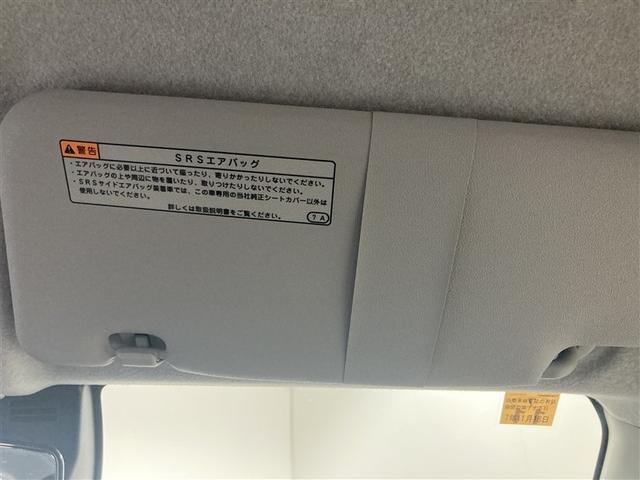 警告
SRSエアバッグ
・エアバッグに必要以上に近づいて座ったり、寄りかかったりしないでください。
・エアバッグの上や周辺に物を置いたり、取りつけたりしないでください。
・SRSサイドエアバッグ装着車では、この車専用の当社純正シートカバー以外は
使用しないでください。
詳しくは取扱説明書をご覧ください。
7A